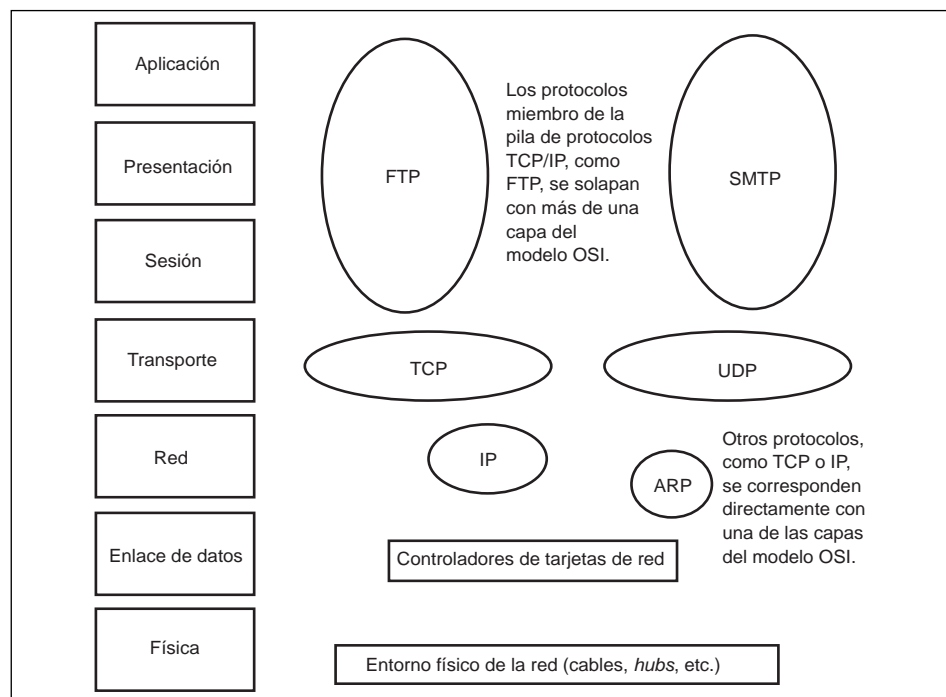 Aplicación
Presentación
Sesión
Transporte
Red
Enlace de datos
Física
FTP
Los protocolos
miembro de la
pila de protocolos
TCP/IP, como
FTP, se solapan
con más de una
capa del
modelo OSI.
SMTP
TCP
UDP
IP
ARP
Otros protocolos,
como TCP o IP,
se corresponden
directamente con
una de las capas
del modelo OSI.
Controladores de tarjetas de red
Entorno físico de la red (cables, hubs, etc.)